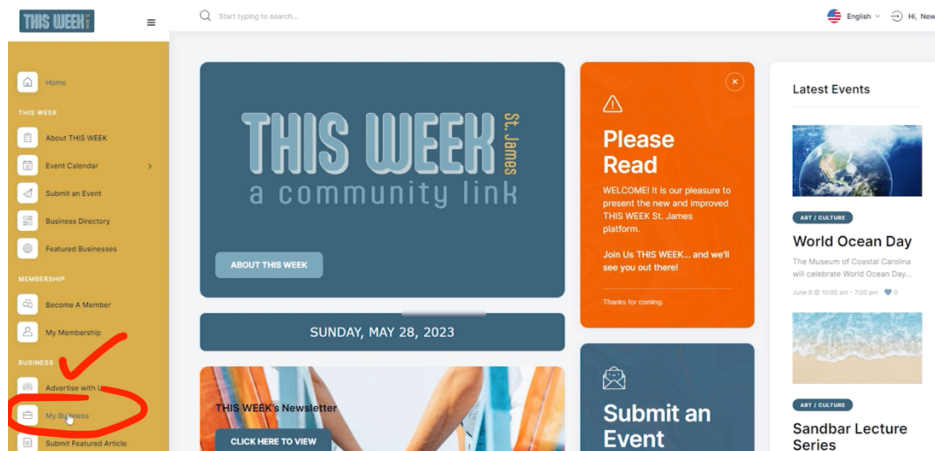 THIS WEEK!
Start typing to search...
English
Hi, New
Home
THIS WEEK
About THIS WEEK
Event Calendar
Submit an Event
Business Directory
Featured Businesses
MEMBERSHIP
Become A Member
My Membership
BUSINESS
Advertise with U
My Business
Submit Featured Article
THIS WEEK
St. James
a community link
ABOUT THIS WEEK
SUNDAY, MAY 28, 2023
THIS WEEK's Newsletter
CLICK HERE TO VIEW
Please
Read
WELCOME! It is our pleasure to
present the new and improved
THIS WEEK St. James
platform.
Join Us THIS WEEK... and we'll
see you out there!
Thanks for coming.
Submit an
Event
Latest Events
ART / CULTURE
World Ocean Day
The Museum of Coastal Carolina
will celebrate World Ocean Day...
June 8 @ 10:00 am - 7:00 pm 0
ART / CULTURE
Sandbar Lecture
Series